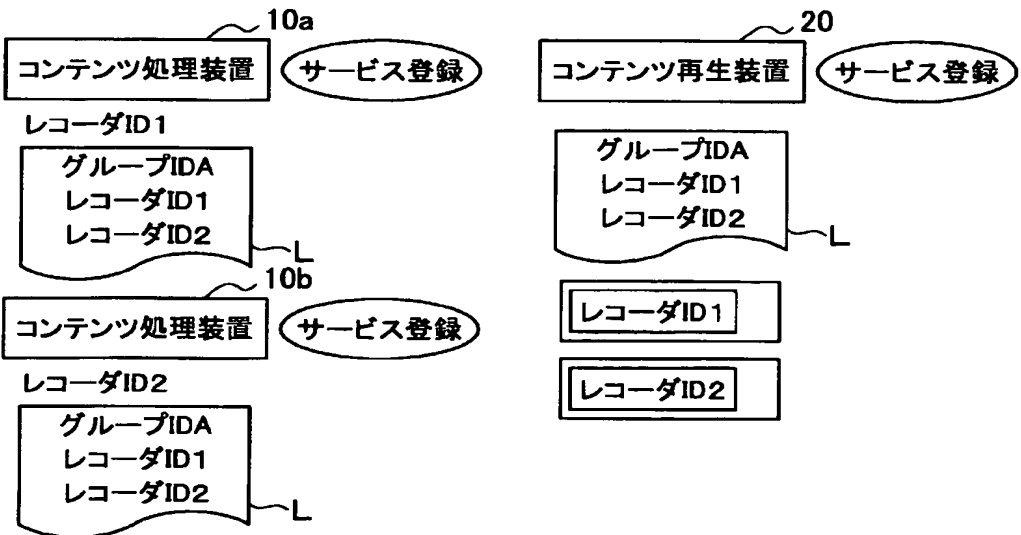 10a
コンテンツ処理装置
サービス登録
レコーダID1
グループIDA
レコーダID1
レコーダID2
L
10b
コンテンツ処理装置
サービス登録
レコーダID2
グループIDA
レコーダID1
レコーダID2
L
20
コンテンツ再生装置
サービス登録
グループIDA
レコーダID1
レコーダID2
L
レコーダID1
レコーダID2